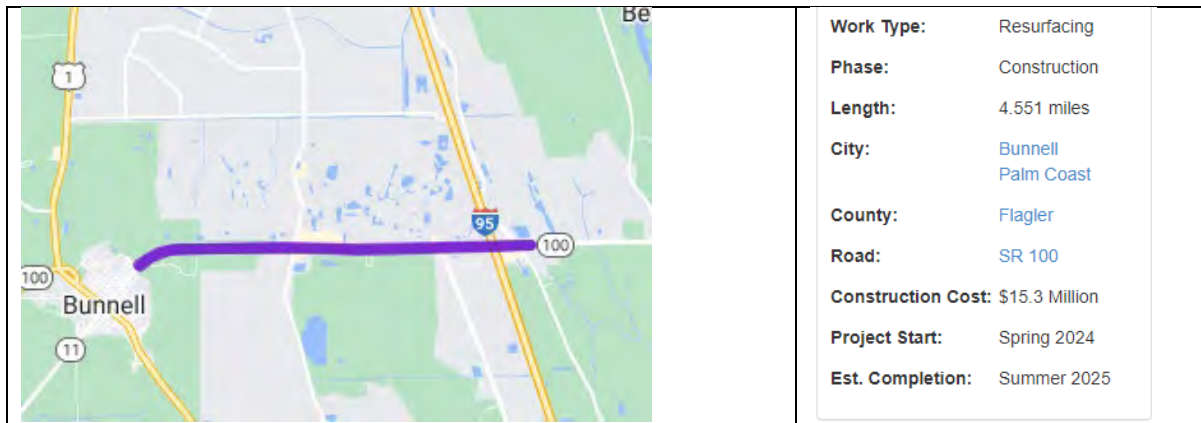 Be
1
95
100
100
Bunnell
11
Work Type: Resurfacing
Phase: Construction
Length: 4.551 miles
City: Bunnell
Palm Coast
County: Flagler
Road: SR 100
Construction Cost: $15.3 Million
Project Start: Spring 2024
Est. Completion: Summer 2025